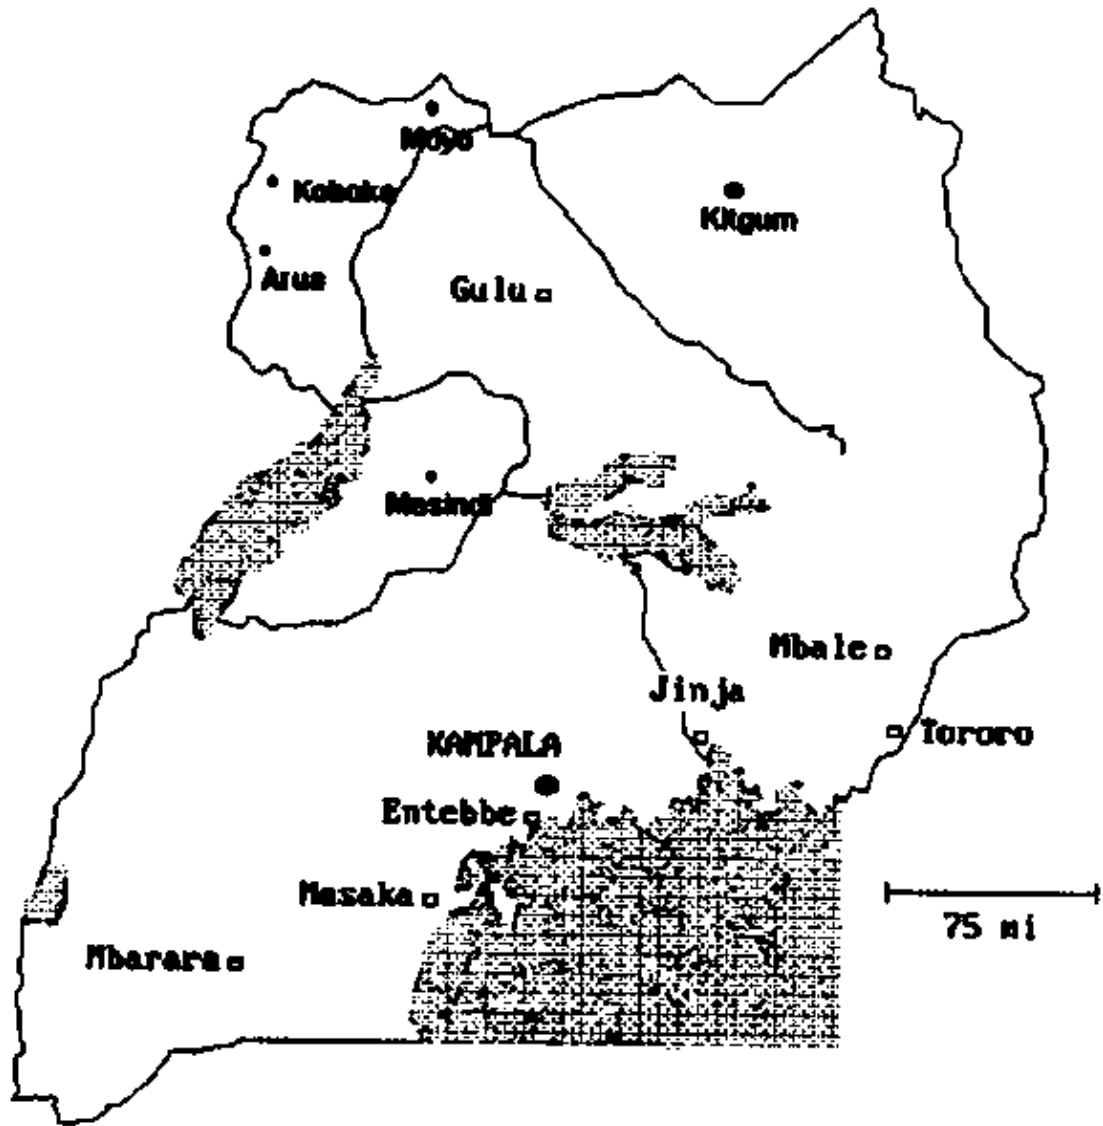 Moyo
Koboko
Kitgum
Arua
Gulu
Masindi
Mbale
Jinja
Tororo
KAMPALA
Entebbe
Masaka
75 mi
Mbarara